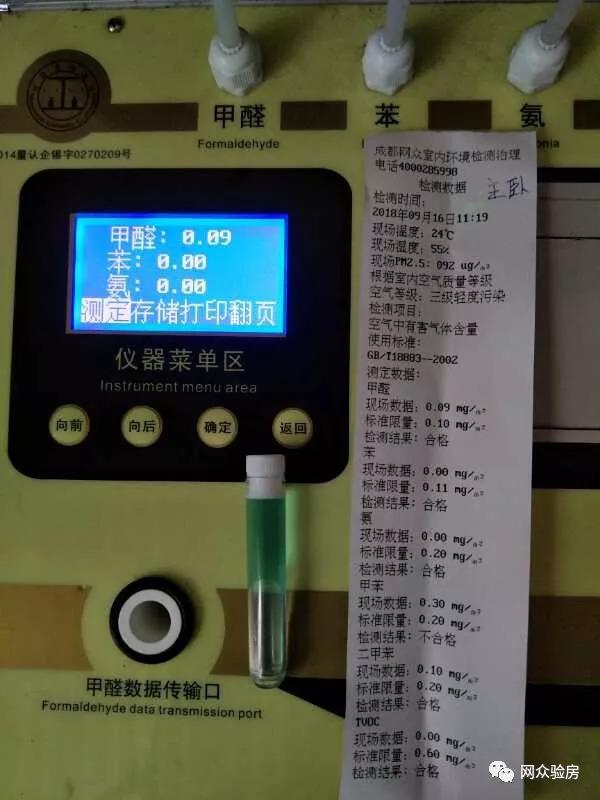 甲醛
Formaldehyde
苯
氨
014量认企锡字0270209号
甲醛: 0.09
苯: 0.00
氨: 0.00
测定存储打印翻页
仪器菜单区
Instrument menu area
向前
向后
确定
返回
甲醛数据传输口
Formaldehyde data transmission port
成都网众室内环境检测治理
电话4000285998
检测数据
主卧
检测时间:
2018年09月16日11:19
现场温度: 24℃
现场湿度: 55%
现场PM2.5: 092 ug/m³
根据室内空气质量等级
空气等级: 三级轻度污染
检测项目:
空气中有害气体含量
使用标准:
GB/T18883--2002
测定数据:
甲醛
现场数据: 0.09 mg/m³
标准限量: 0.10 mg/m³
检测结果: 合格
苯
现场数据: 0.00 mg/m³
标准限量: 0.11 mg/m³
检测结果: 合格
氨
现场数据: 0.00 mg/m³
标准限量: 0.20 mg/m³
检测结果: 合格
甲苯
现场数据: 0.30 mg/m³
标准限量: 0.20 mg/m³
检测结果: 不合格
二甲苯
现场数据: 0.10 mg/m³
标准限量: 0.20 mg/m³
检测结果: 合格
TVOC
现场数据: 0.00 mg/m³
标准限量: 0.60 mg/m³
检测结果: 合格
网众验房